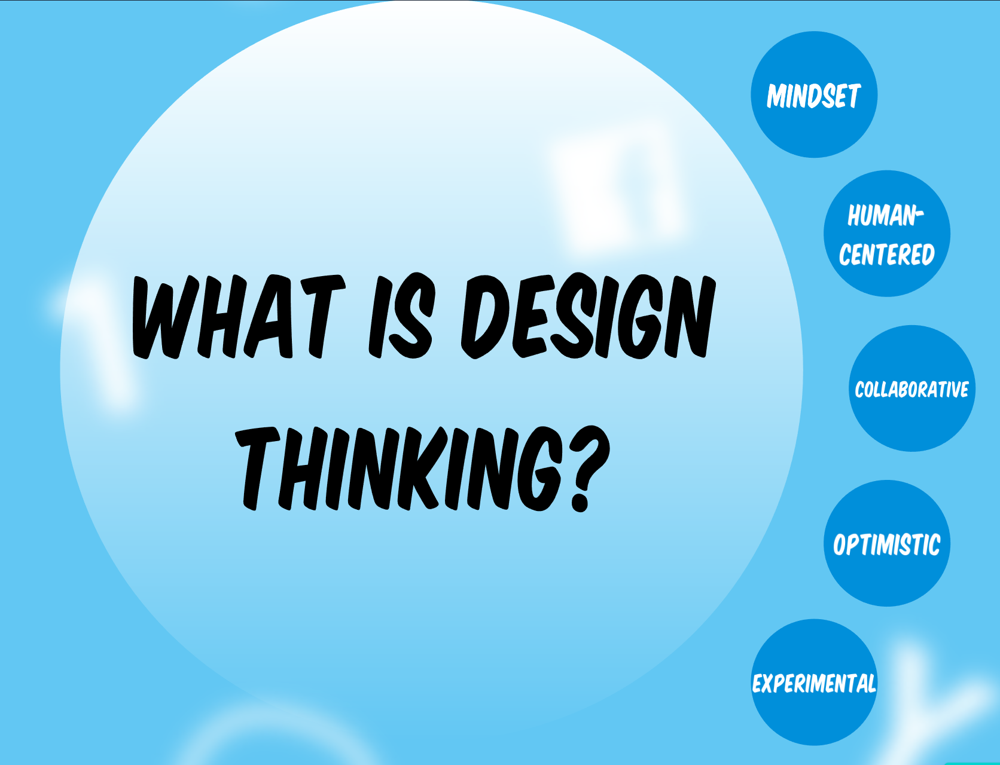 WHAT IS DESIGN
THINKING?
MINDSET
HUMAN-
CENTERED
COLLABORATIVE
OPTIMISTIC
EXPERIMENTAL